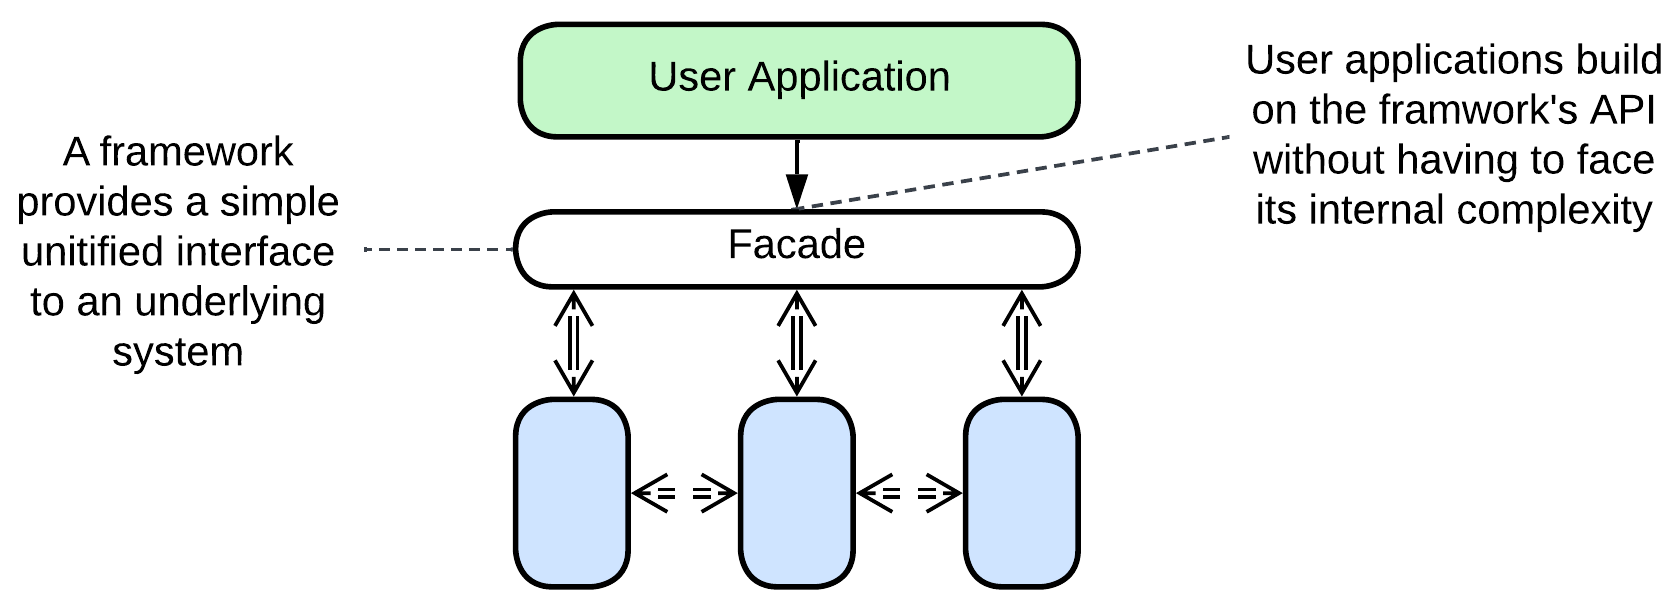 User Application
User applications build
on the framwork's API
without having to face
its internal complexity
A framework
provides a simple
unitified interface
to an underlying
system
Facade